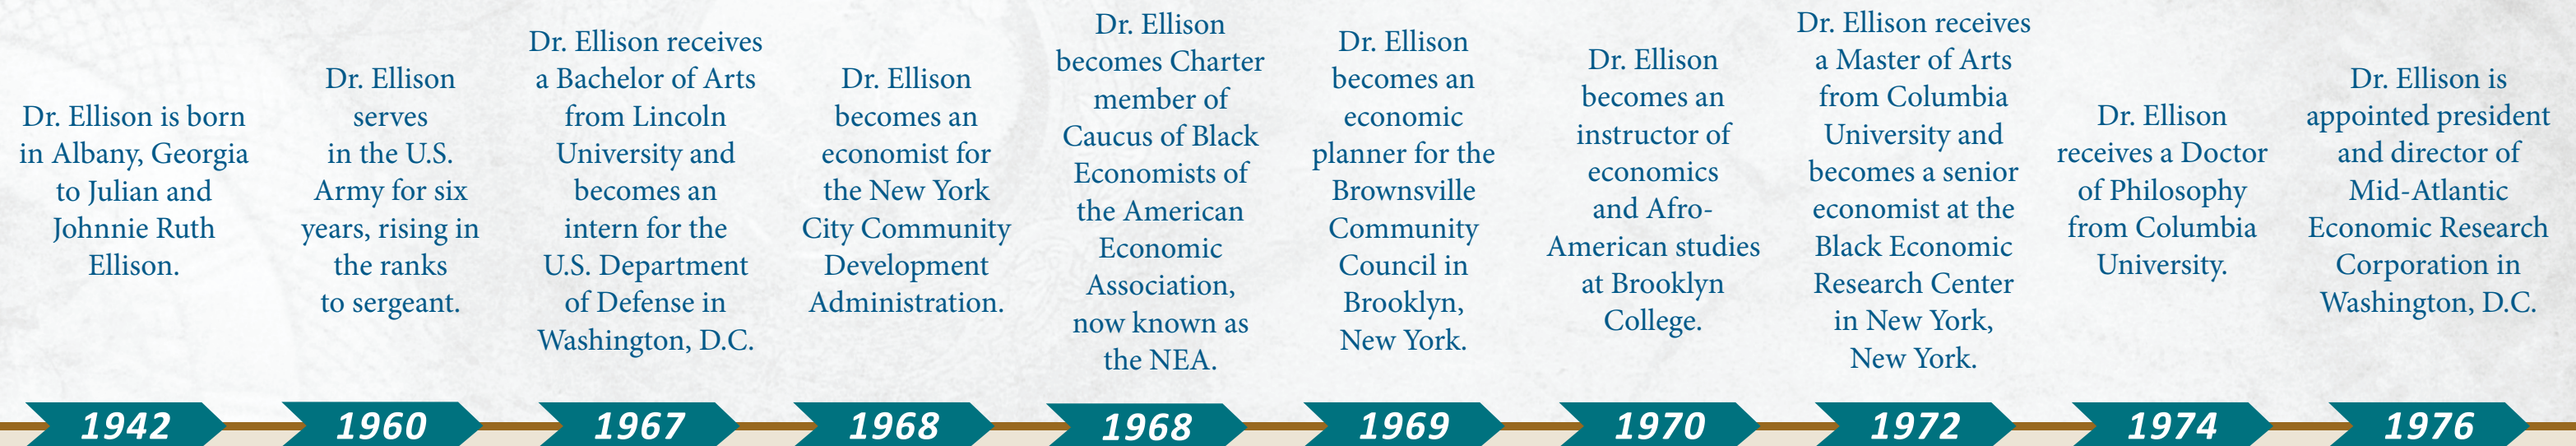 Dr. Ellison is born
in Albany, Georgia
to Julian and
Johnnie Ruth
Ellison.
1942
Dr. Ellison
serves
in the U.S.
Army for six
years, rising in
the ranks
to sergeant.
1960
Dr. Ellison receives
a Bachelor of Arts
from Lincoln
University and
becomes an
intern for the
U.S. Department
of Defense in
Washington, D.C.
1967
Dr. Ellison
becomes an
economist for
the New York
City Community
Development
Administration.
1968
Dr. Ellison
becomes Charter
member of
Caucus of Black
Economists of
the American
Economic
Association,
now known as
the NEA.
1968
Dr. Ellison
becomes an
economic
planner for the
Brownsville
Community
Council in
Brooklyn,
New York.
1969
Dr. Ellison
becomes an
instructor of
economics
and Afro-
American studies
at Brooklyn
College.
1970
Dr. Ellison receives
a Master of Arts
from Columbia
University and
becomes a senior
economist at the
Black Economic
Research Center
in New York,
New York.
1972
Dr. Ellison
receives a Doctor
of Philosophy
from Columbia
University.
1974
Dr. Ellison is
appointed president
and director of
Mid-Atlantic
Economic Research
Corporation in
Washington, D.C.
1976